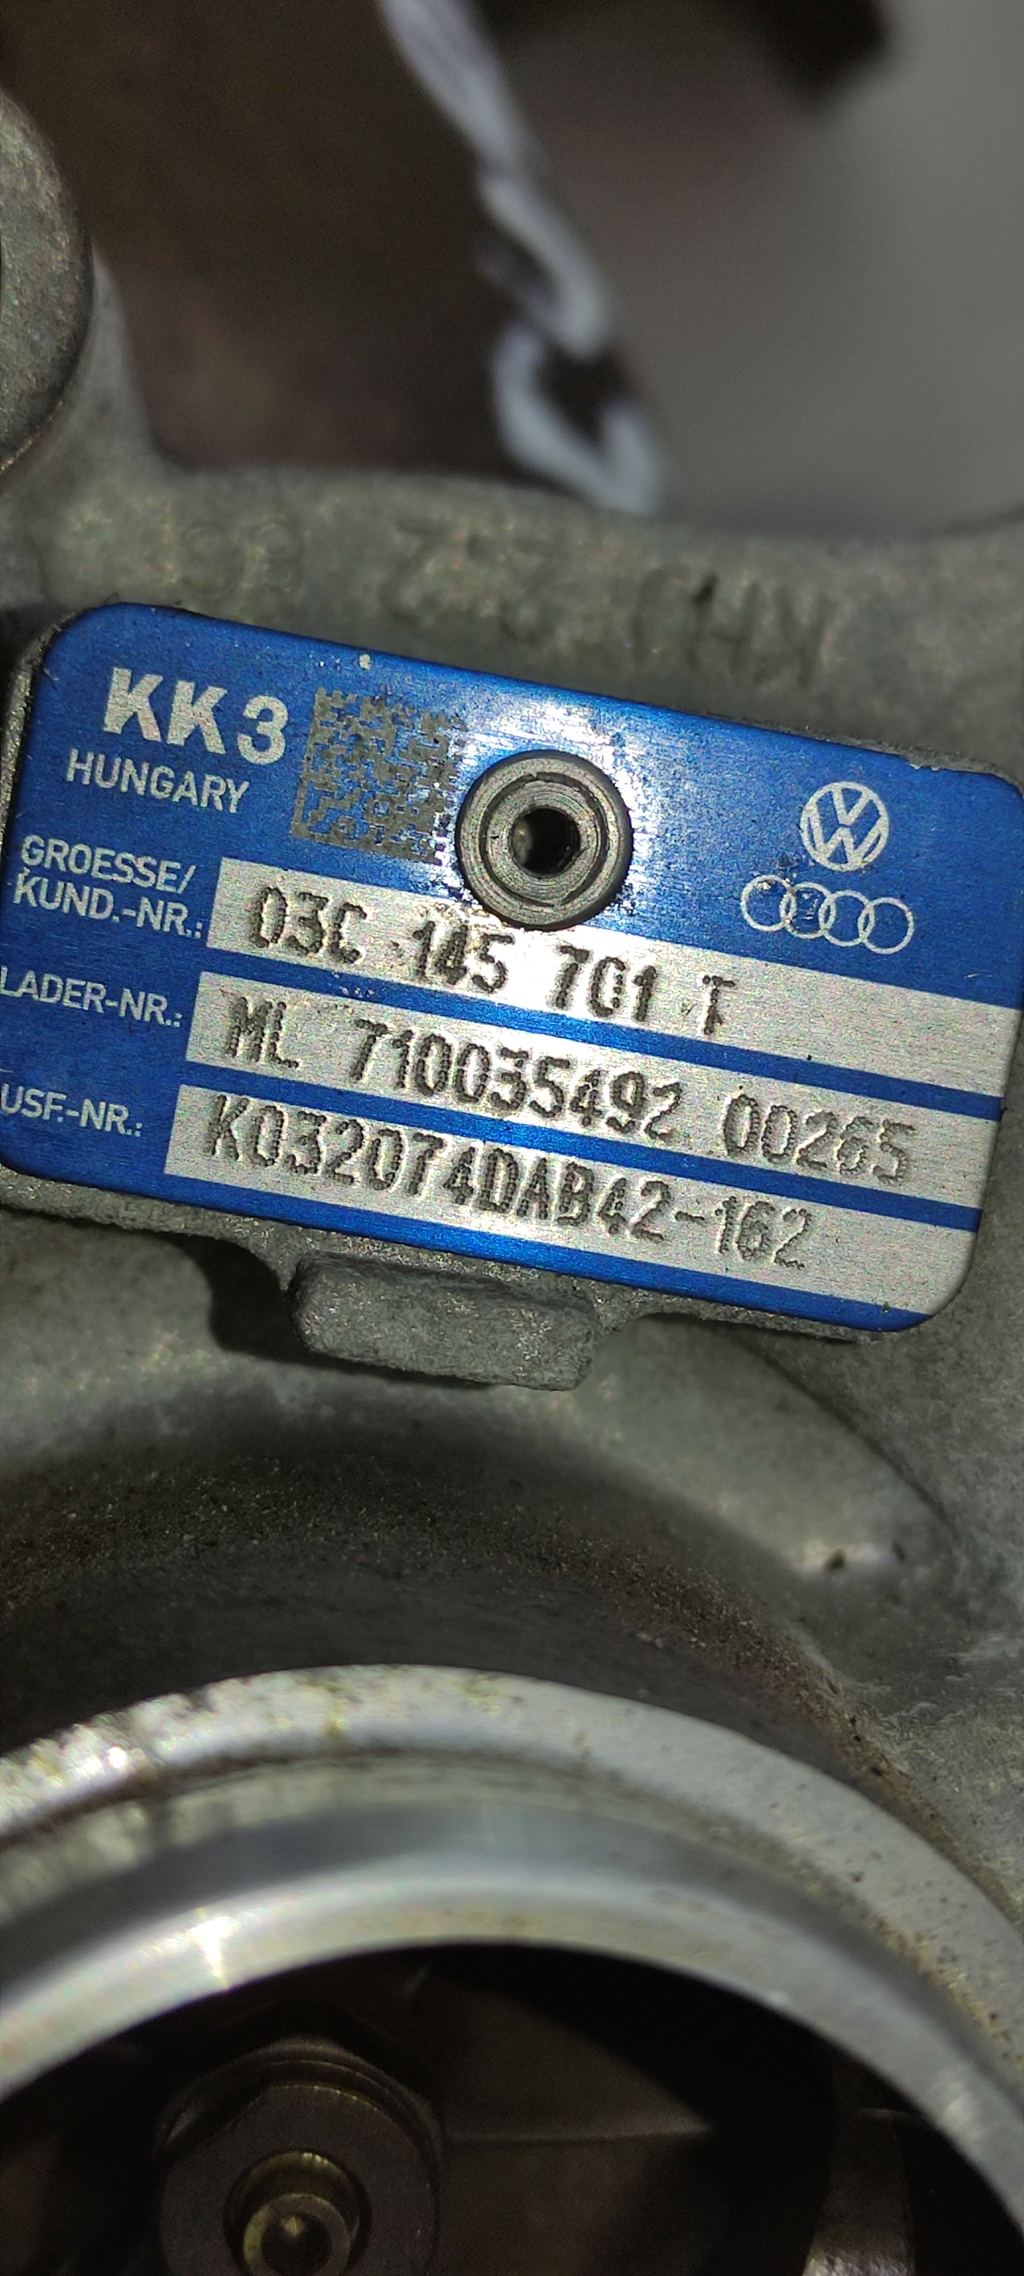 KK3
HUNGARY
GROESSE/
KUND.-NR.: 03C 145 701 T
LADER-NR.: ML 710035492 00265
USF.-NR.: K032074DAB42-162